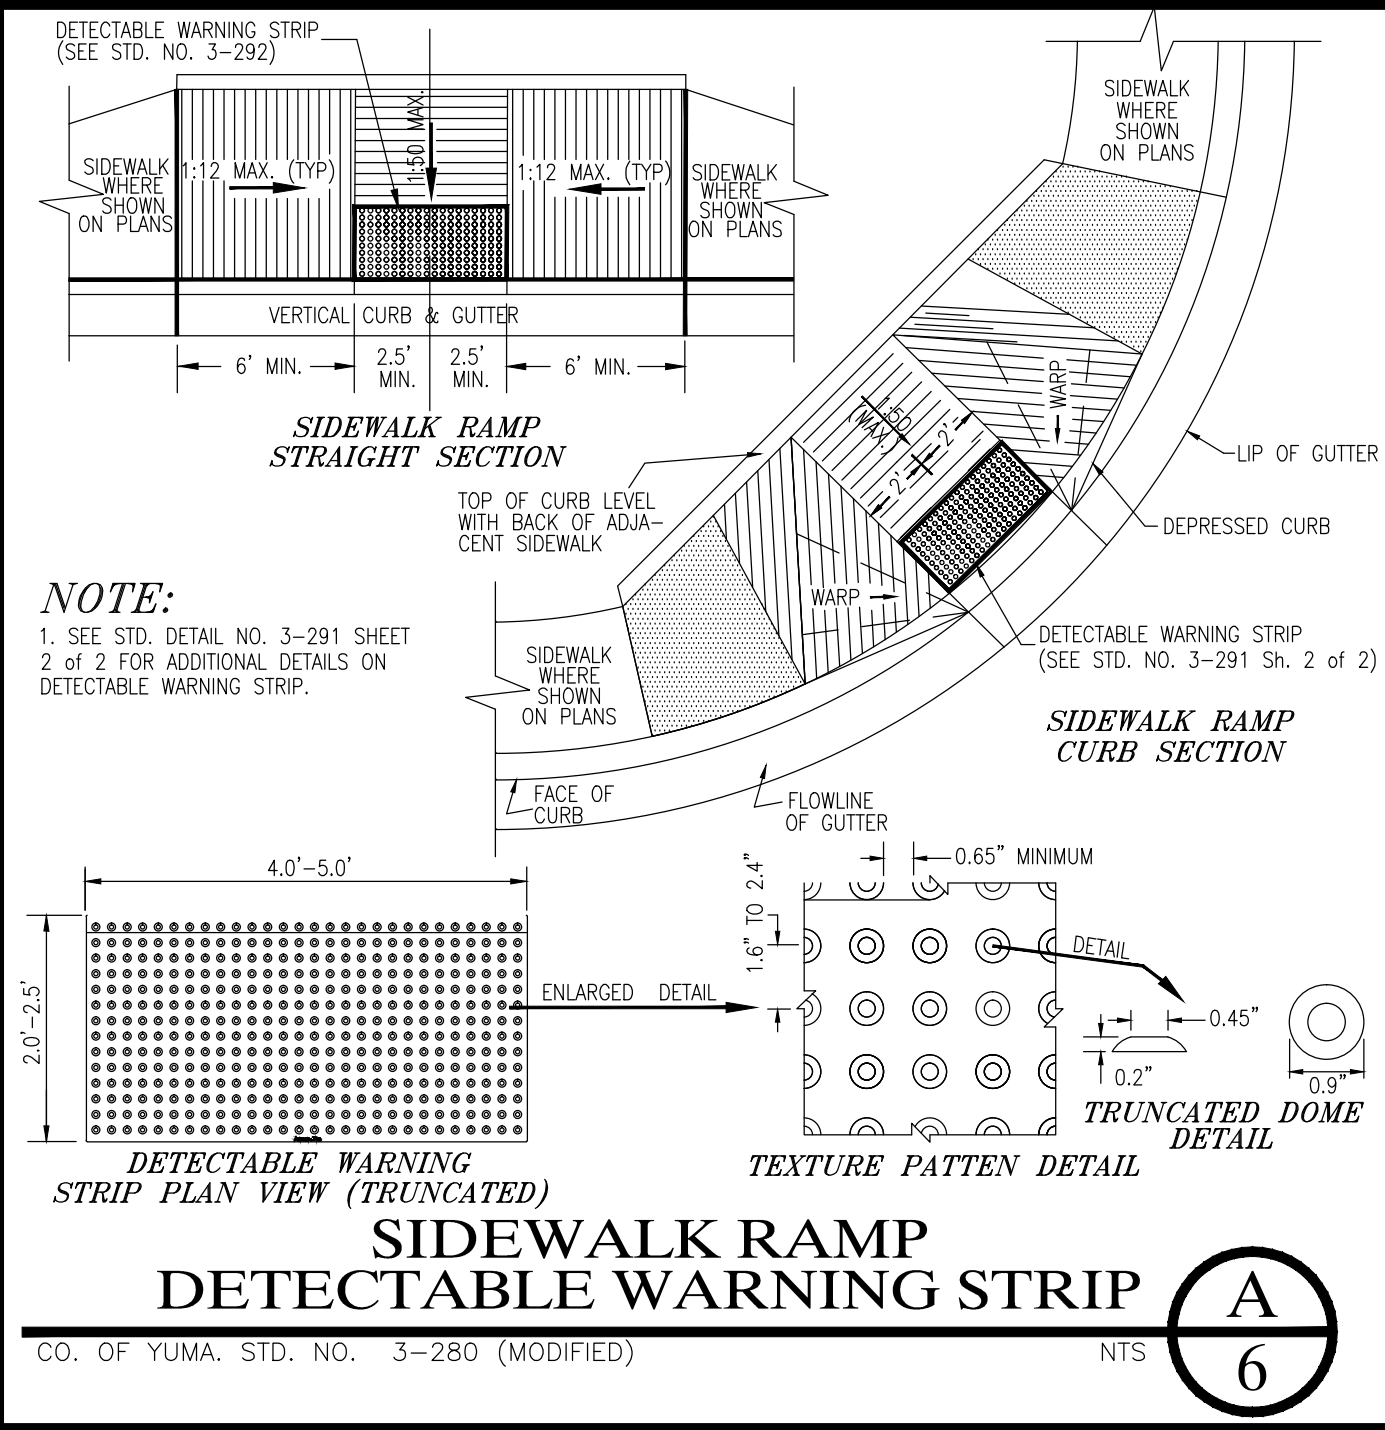 DETECTABLE WARNING STRIP
(SEE STD. NO. 3-292)
SIDEWALK
WHERE
SHOWN
ON PLANS
1:12 MAX. (TYP)
1:50 MAX.
1:12 MAX. (TYP)
SIDEWALK
WHERE
SHOWN
ON PLANS
VERTICAL CURB & GUTTER
6' MIN.
2.5'
MIN.
2.5'
MIN.
6' MIN.
SIDEWALK RAMP
STRAIGHT SECTION
SIDEWALK
WHERE
SHOWN
ON PLANS
WARP
1:50
(MAX.)
2'
2'
LIP OF GUTTER
DEPRESSED CURB
TOP OF CURB LEVEL
WITH BACK OF ADJA-
CENT SIDEWALK
WARP
DETECTABLE WARNING STRIP
(SEE STD. NO. 3-291 Sh. 2 of 2)
SIDEWALK
WHERE
SHOWN
ON PLANS
SIDEWALK RAMP
CURB SECTION
FACE OF
CURB
FLOWLINE
OF GUTTER
NOTE:
1. SEE STD. DETAIL NO. 3-291 SHEET
2 of 2 FOR ADDITIONAL DETAILS ON
DETECTABLE WARNING STRIP.
4.0'-5.0'
2.0'-2.5'
ENLARGED DETAIL
DETECTABLE WARNING
STRIP PLAN VIEW (TRUNCATED)
0.65" MINIMUM
1.6" TO 2.4"
DETAIL
TEXTURE PATTEN DETAIL
0.45"
0.2"
0.9"
TRUNCATED DOME
DETAIL
SIDEWALK RAMP
DETECTABLE WARNING STRIP
CO. OF YUMA. STD. NO. 3-280 (MODIFIED)
NTS
A
6